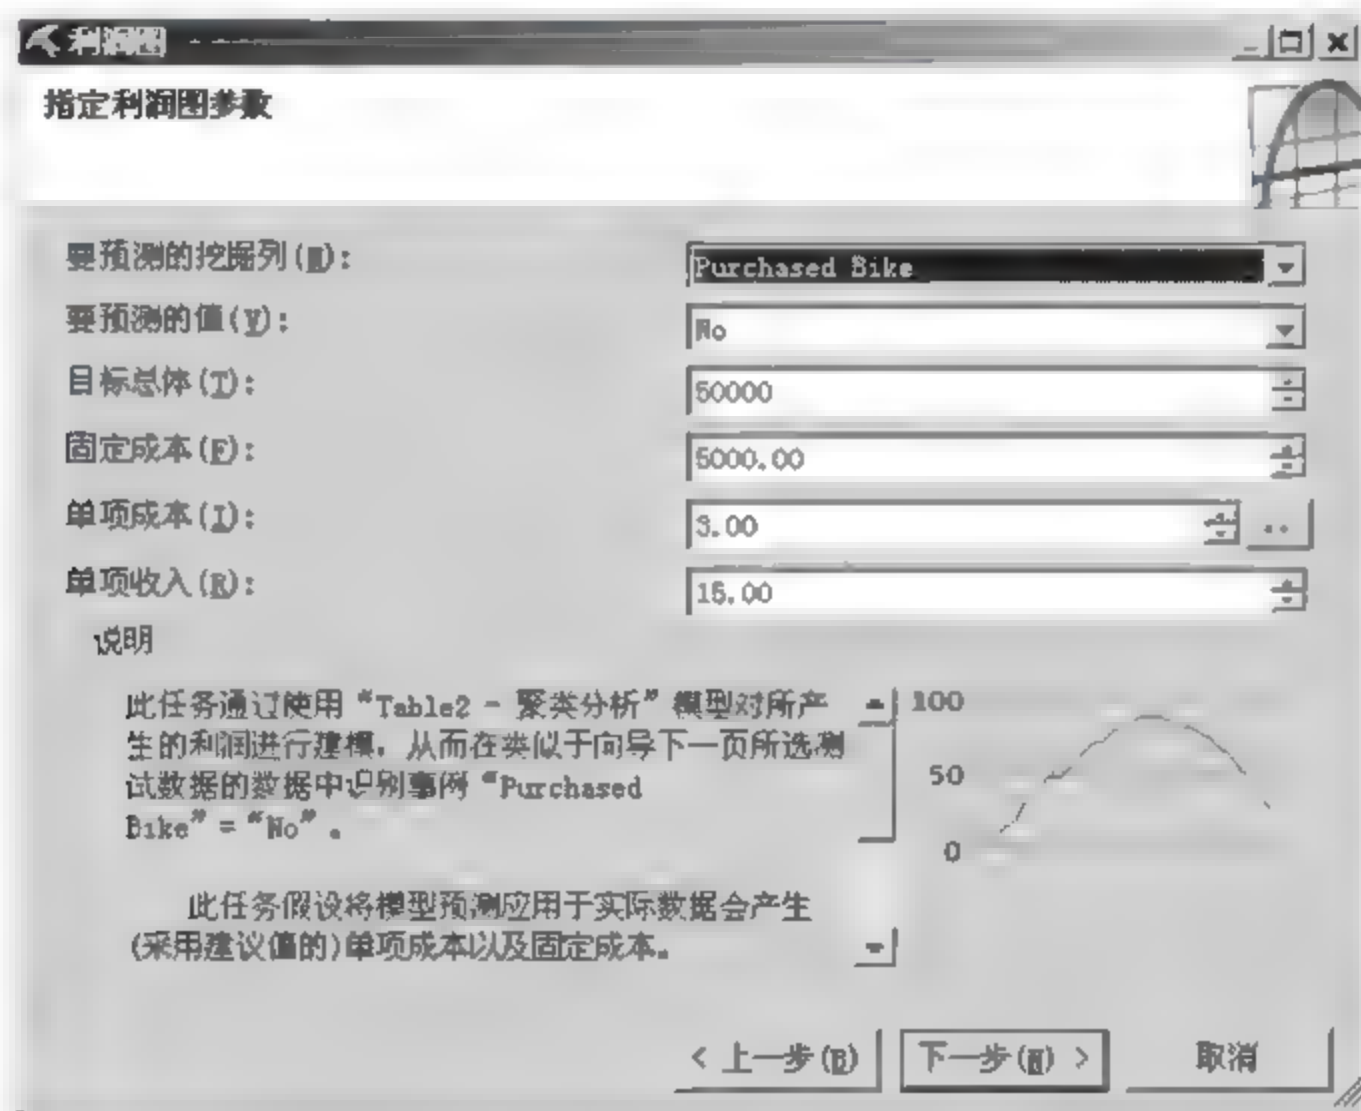 利润图
指定利润图参数
要预测的挖掘列(M):
Purchased Bike
要预测的值(V):
No
目标总体(T):
50000
固定成本(F):
5000.00
单项成本(I):
3.00
..
单项收入(R):
15.00
说明
此任务通过使用“Table2 - 聚类分析”模型对所产
生的利润进行建模，从而在类似于向导下一页所选测
试数据的数据中识别事例“Purchased
Bike”=“No”。
此任务假设将模型预测应用于实际数据会产生
(采用建议值的)单项成本以及固定成本。
100
50
0
< 上一步(B)
下一步(N) >
取消